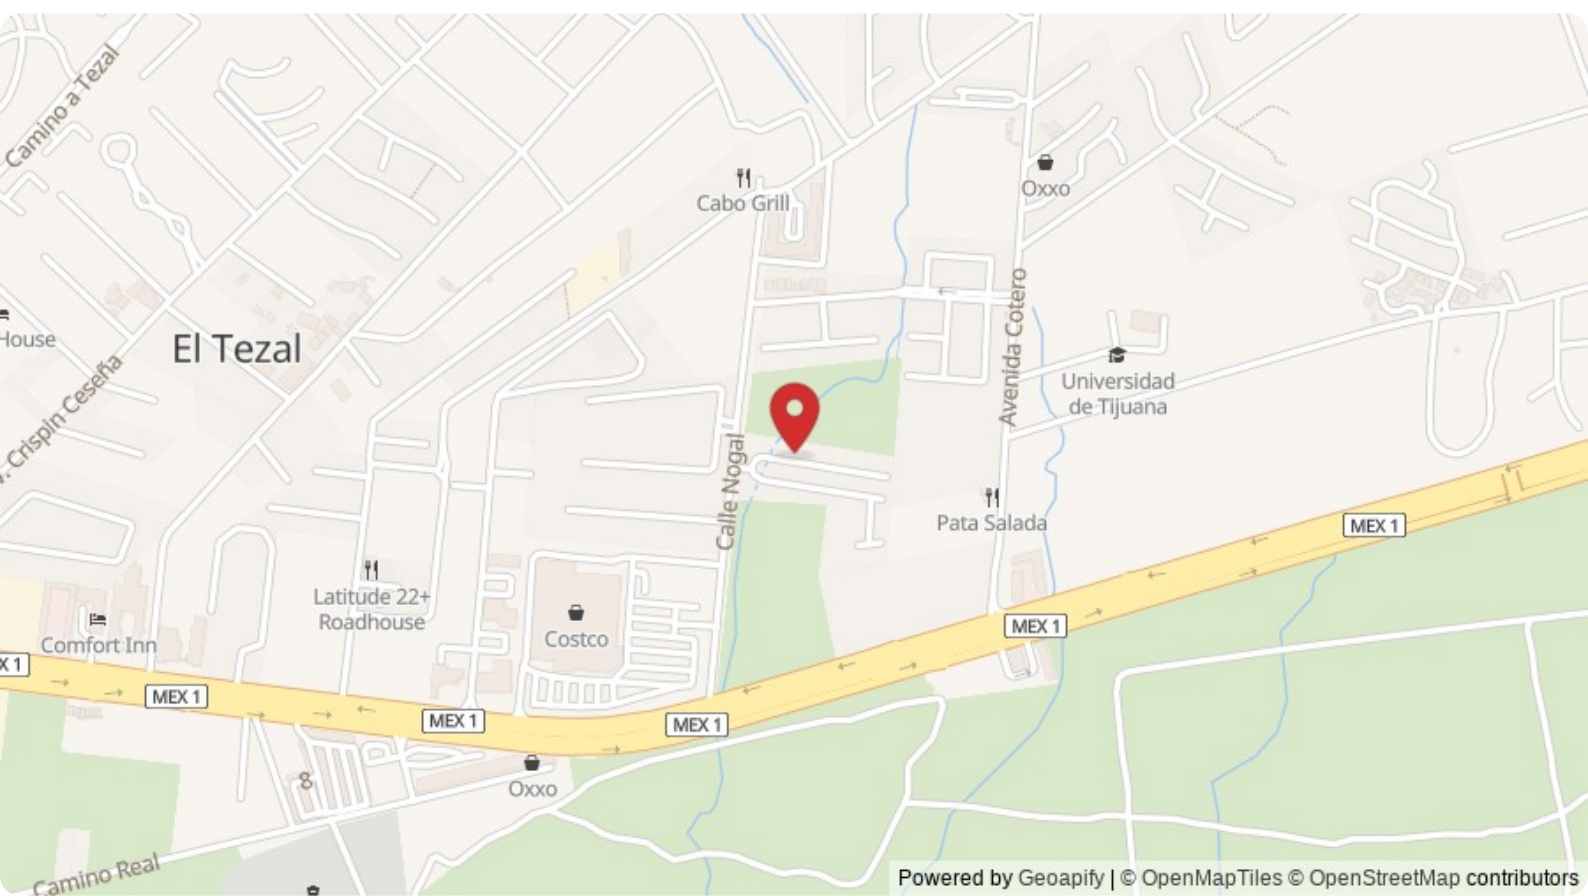 Camino a Tezal
Cabo Grill
Oxxo
House
El Tezal
Avenida Cotero
Universidad
de Tijuana
Crispin Ceseña
Calle Nogal
Pata Salada
MEX 1
Latitude 22+
Roadhouse
Costco
Comfort Inn
MEX 1
X 1
MEX 1
MEX 1
MEX 1
8
Oxxo
Camino Real
Powered by Geoapify | © OpenMapTiles © OpenStreetMap contributors